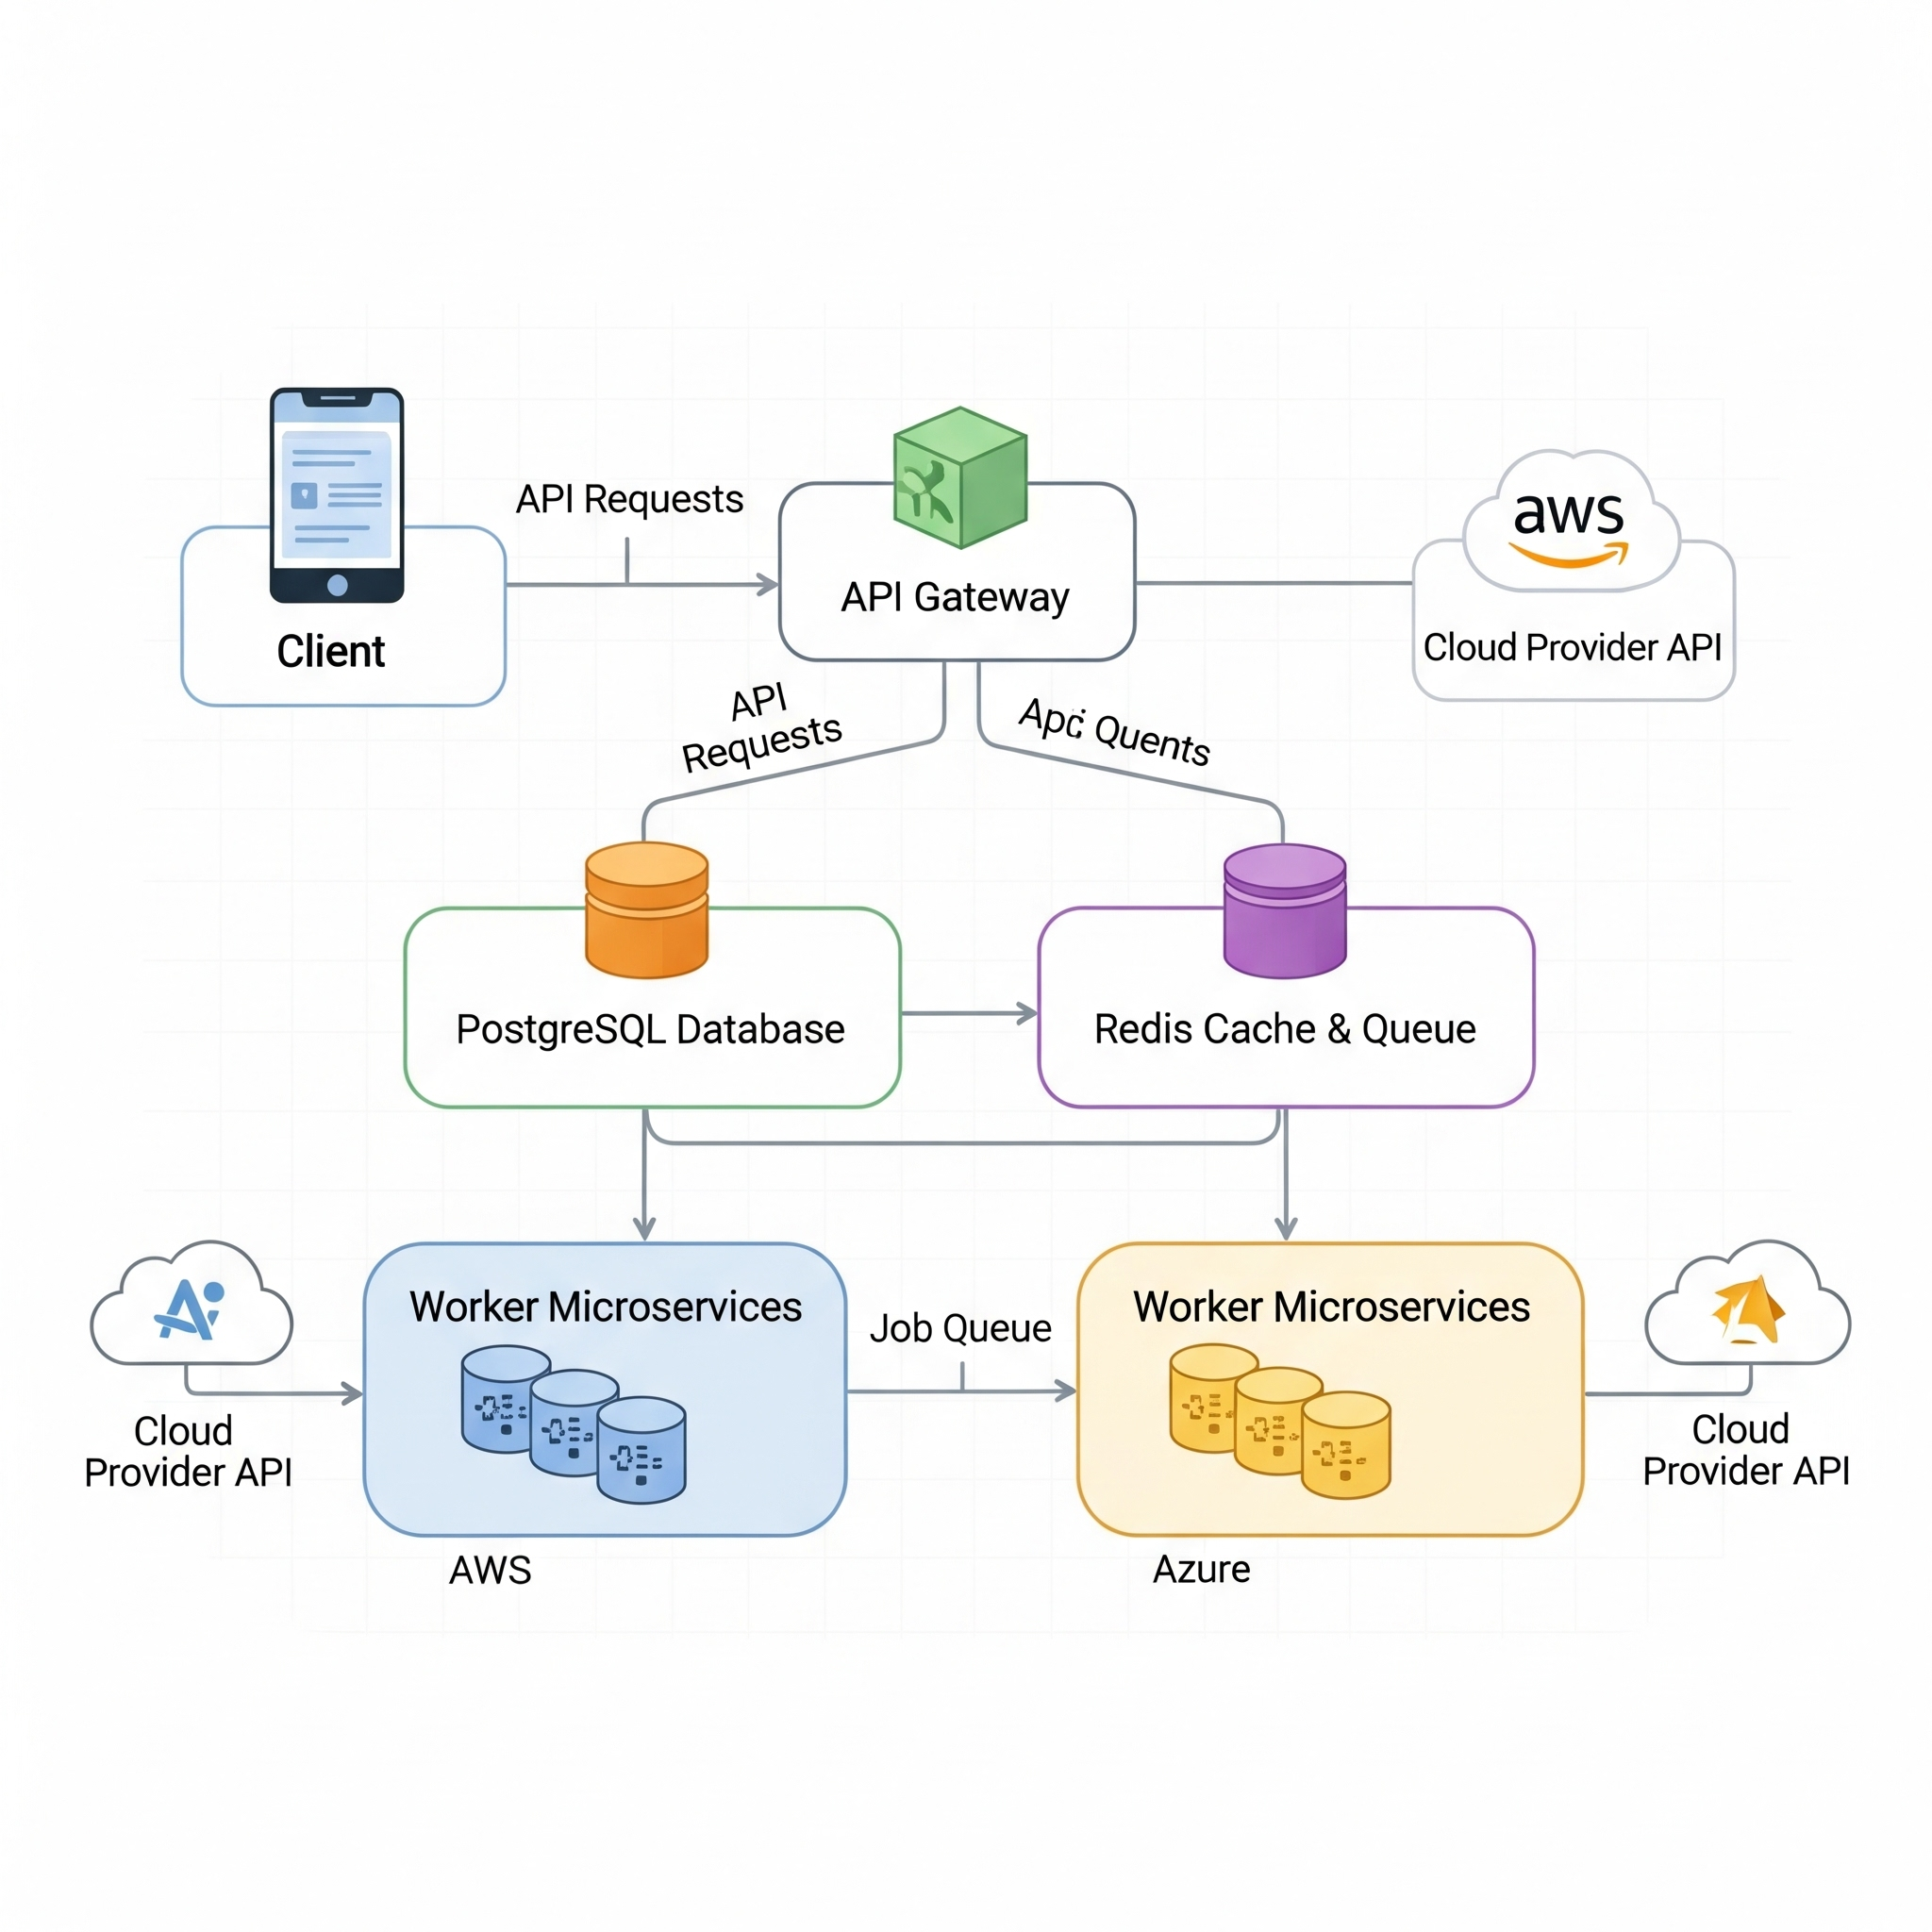 API Requests
aws
API Gateway
Client
Cloud Provider API
API
Requests
Apc Quents
PostgreSQL Database
Redis Cache & Queue
Worker Microservices
Job Queue
Worker Microservices
Cloud
Provider API
Cloud
Provider API
AWS
Azure